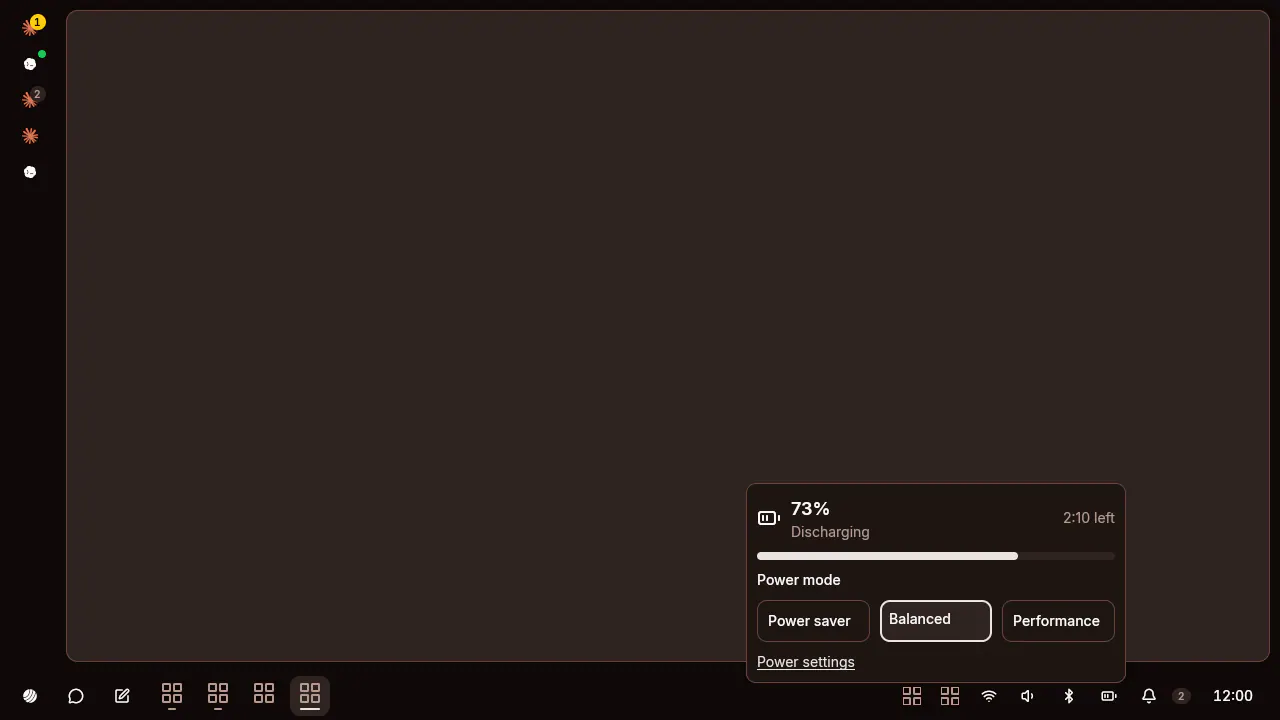 1
2
73%
2:10 left
Discharging
Power mode
Power saver
Balanced
Performance
Power settings
2
12:00